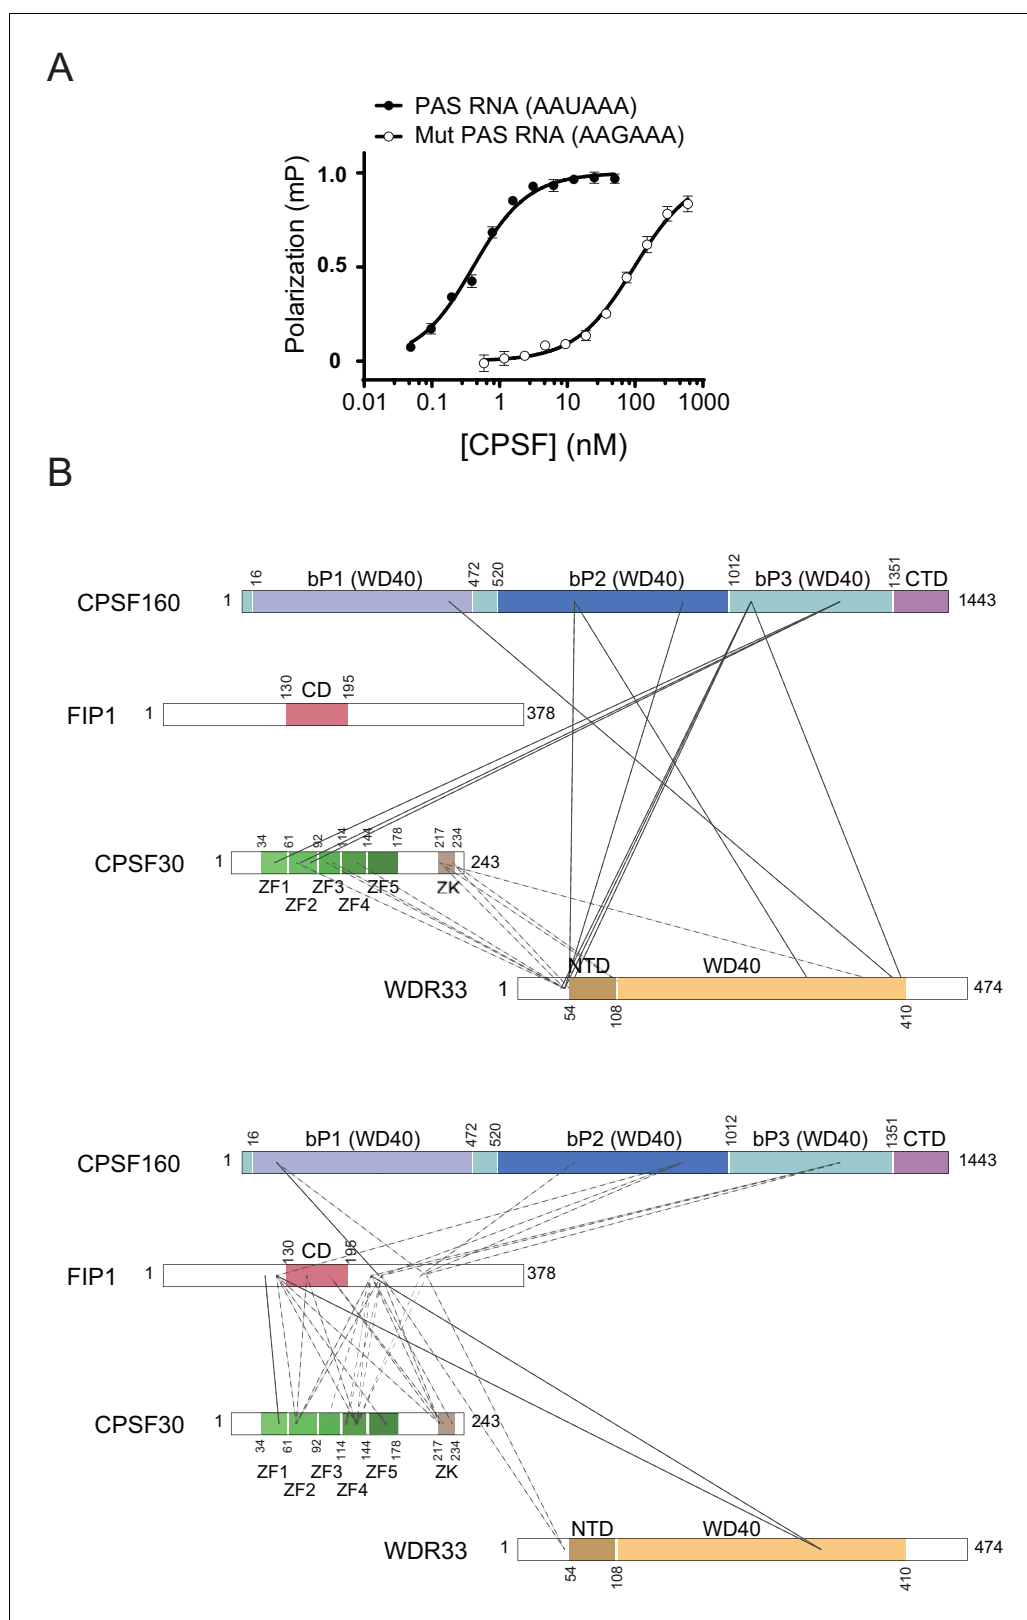 A
PAS RNA (AAUAAA)
Mut PAS RNA (AAGAAA)
Polarization (mP)
1.0
0.5
0
0.01 0.1 1 10 100 1000
[CPSF] (nM)
B
16 bP1 (WD40) 472 520 bP2 (WD40) 1012 bP3 (WD40) 1351 CTD
CPSF160 1 1443
130 CD 195
FIP1 1 378
34 61 92 114 144 178 217 234
CPSF30 1 243
ZF1 ZF3 ZF5 ZK
ZF2 ZF4
NTD WD40
WDR33 1 474
54 108 410
16 bP1 (WD40) 472 520 bP2 (WD40) 1012 bP3 (WD40) 1351 CTD
CPSF160 1 1443
130 CD 195
FIP1 1 378
CPSF30 1 243
34 61 92 114 144 178 217 234
ZF1 ZF3 ZF5 ZK
ZF2 ZF4
NTD WD40
WDR33 1 474
54 108 410